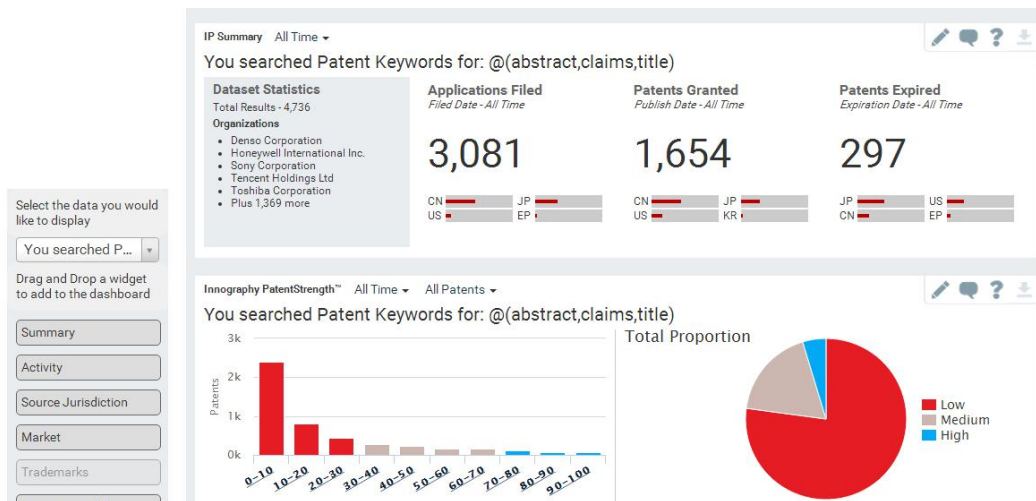 Select the data you would
like to display
You searched P...
Drag and Drop a widget
to add to the dashboard
Summary
Activity
Source Jurisdiction
Market
Trademarks
IP Summary All Time
You searched Patent Keywords for: @(abstract,claims,title)
Dataset Statistics
Total Results - 4,736
Organizations
• Denso Corporation
• Honeywell International Inc.
• Sony Corporation
• Tencent Holdings Ltd
• Toshiba Corporation
• Plus 1,369 more
Applications Filed
Filed Date - All Time
3,081
CN JP
US EP
Patents Granted
Publish Date - All Time
1,654
CN JP
US KR
Patents Expired
Expiration Date - All Time
297
JP US
CN EP
Innography PatentStrength™ All Time All Patents
You searched Patent Keywords for: @(abstract,claims,title)
3k
2k
1k
0k
Patents
0-10 10-20 20-30 30-40 40-50 50-60 60-70 70-80 80-90 90-100
Total Proportion
Low
Medium
High